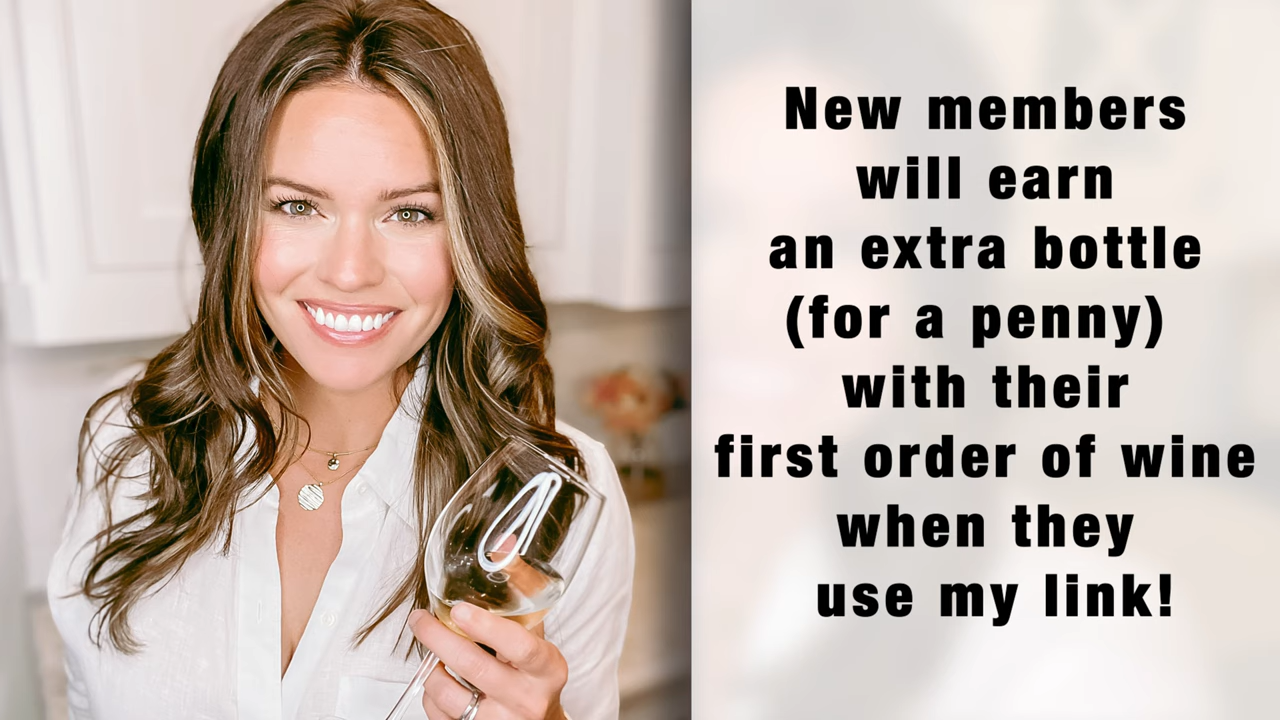 New members
will earn
an extra bottle
(for a penny)
with their
first order of wine
when they
use my link!